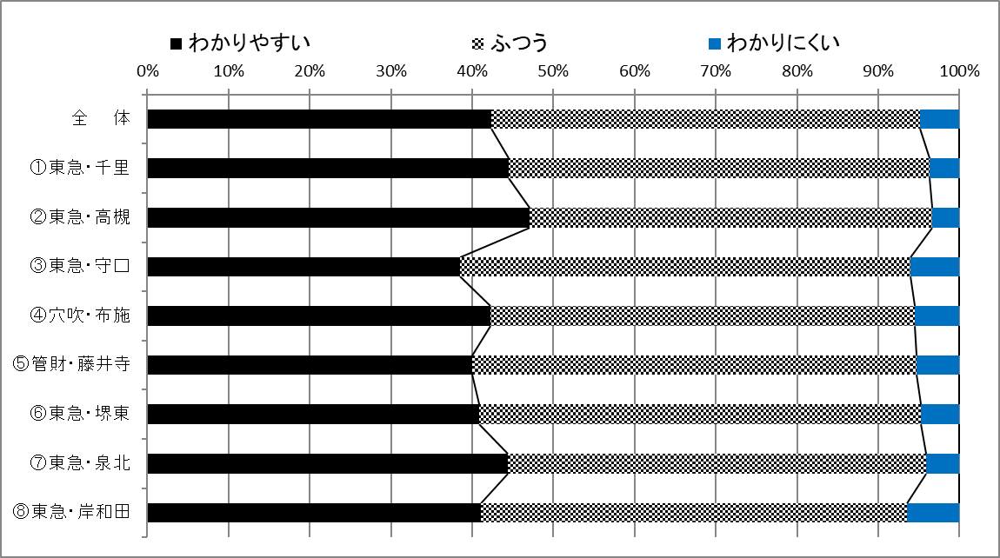 わかりやすい ふつう わかりにくい
0% 10% 20% 30% 40% 50% 60% 70% 80% 90% 100%
全 体
①東急・千里
②東急・高槻
③東急・守口
④穴吹・布施
⑤管財・藤井寺
⑥東急・堺東
⑦東急・泉北
⑧東急・岸和田